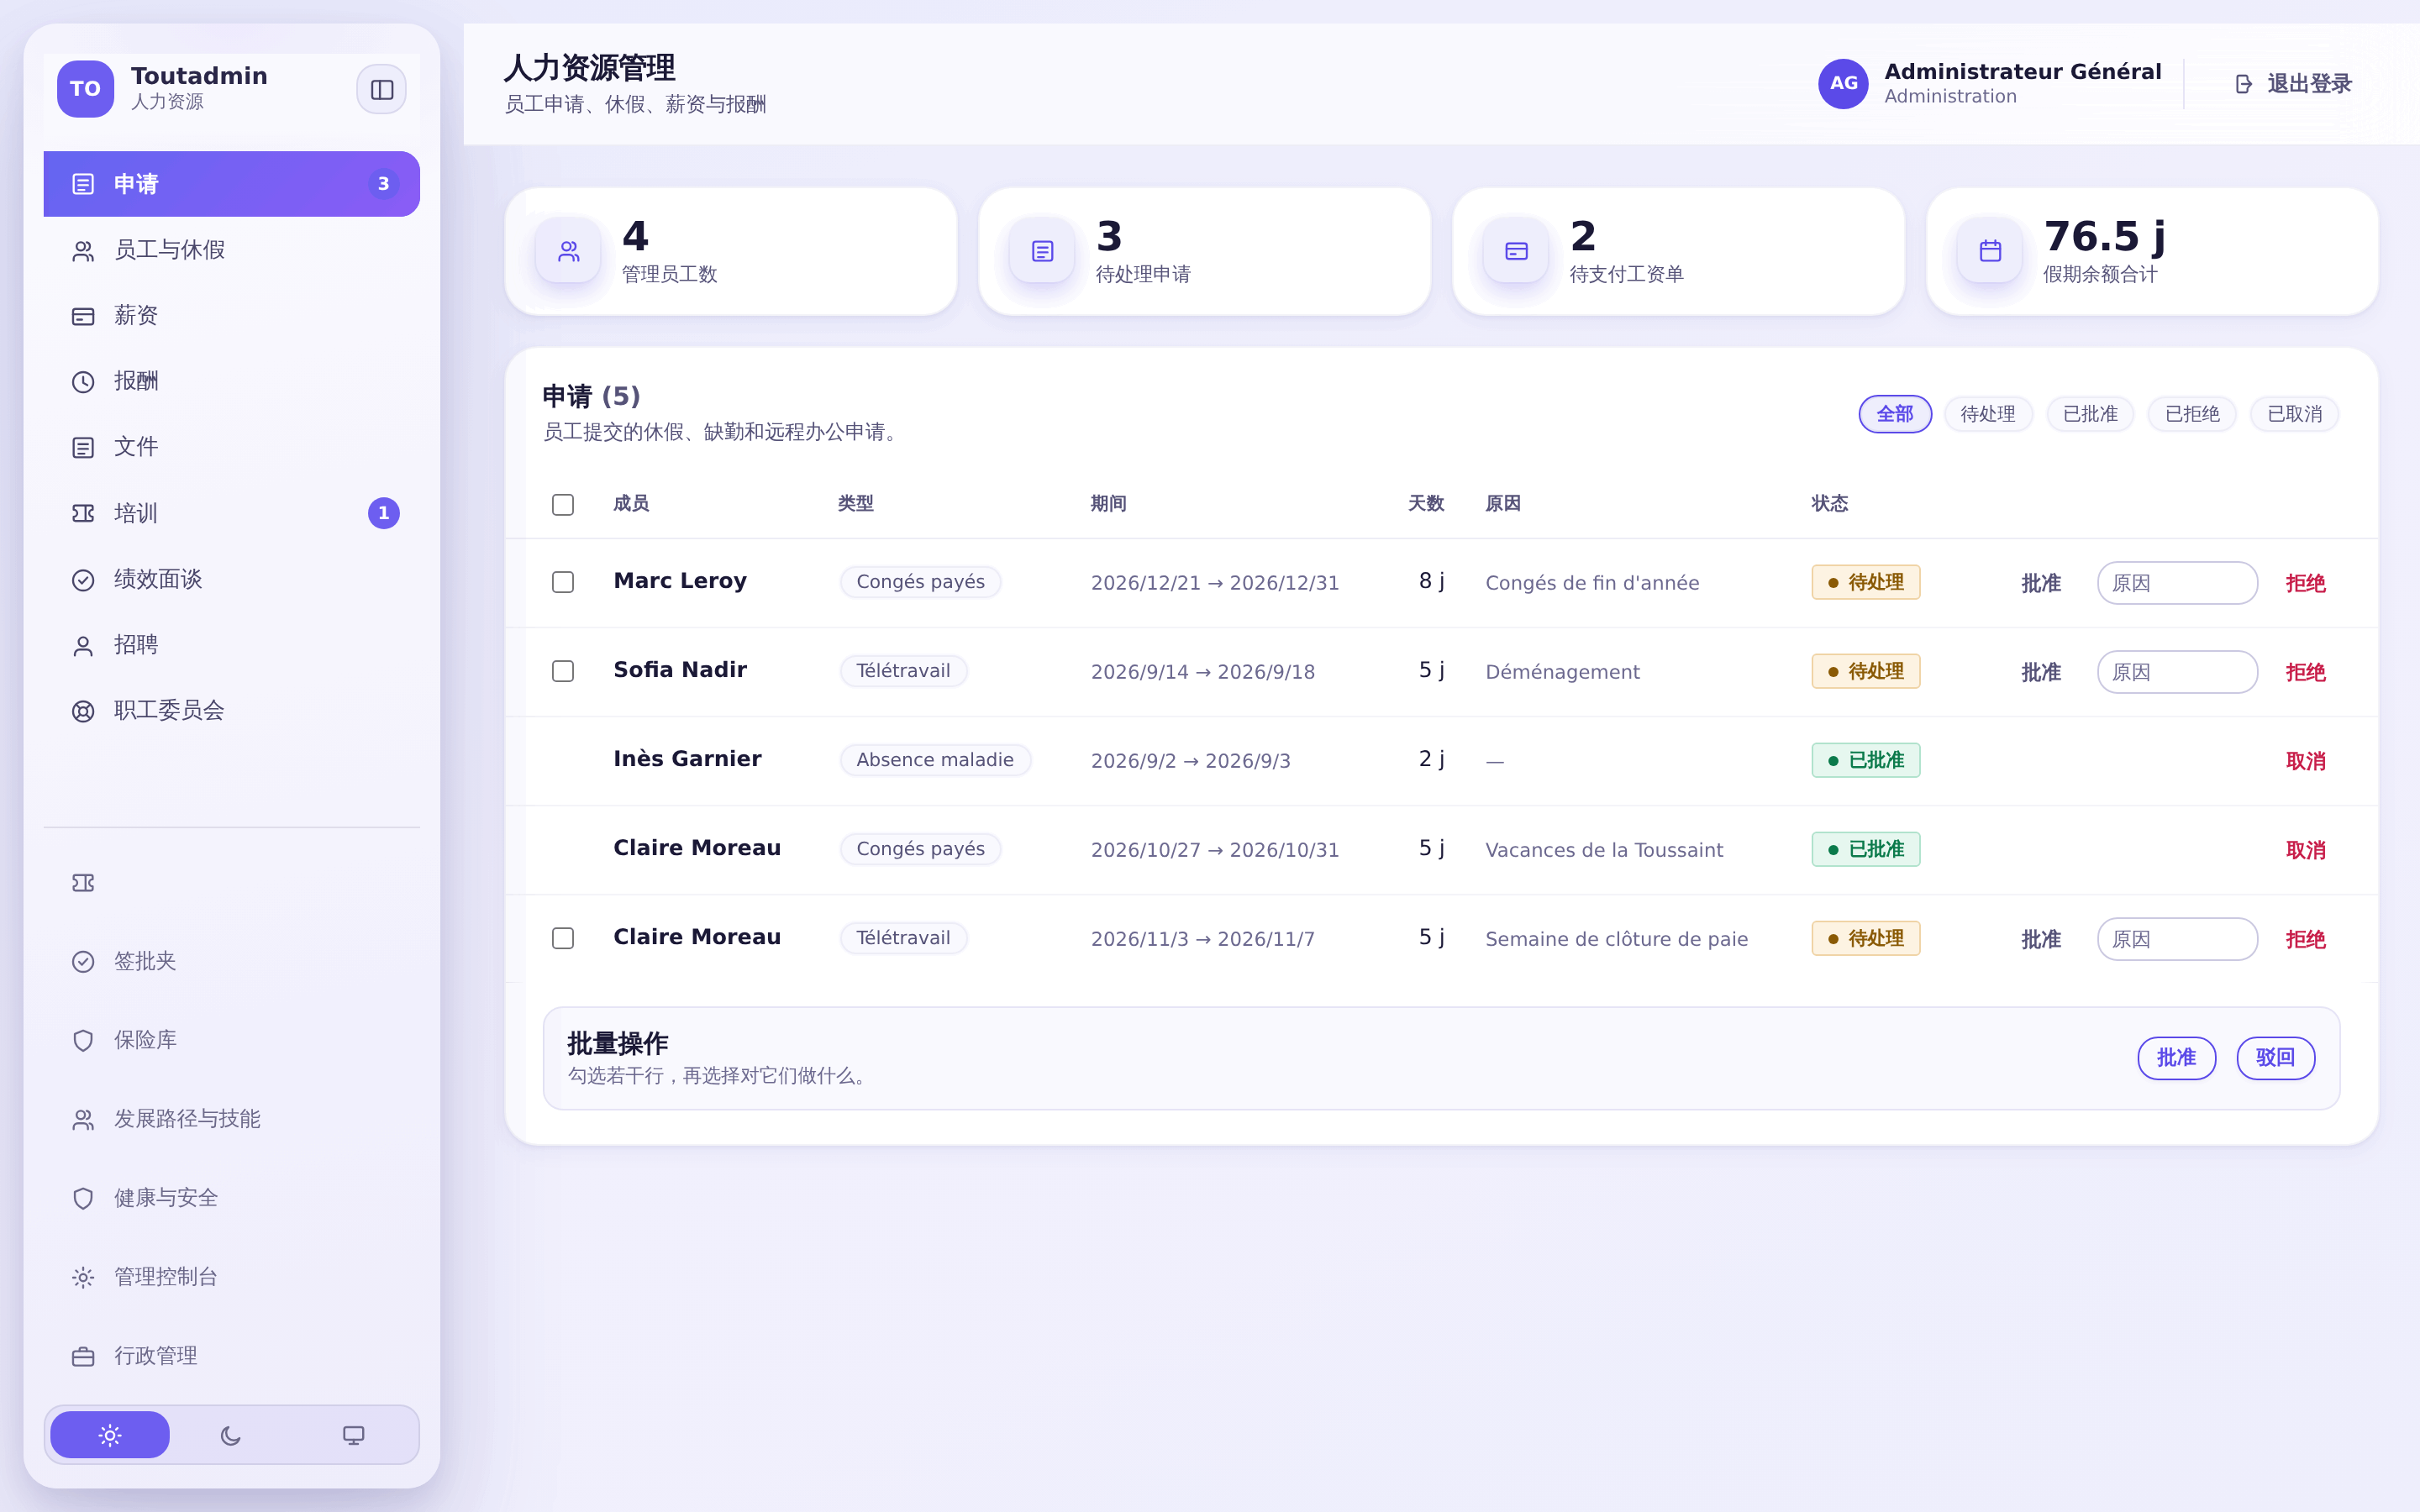 TO
Toutadmin
人力资源
申请 3
员工与休假
薪资
报酬
文件
培训 1
绩效面谈
招聘
职工委员会
签批夹
保险库
发展路径与技能
健康与安全
管理控制台
行政管理
人力资源管理
员工申请、休假、薪资与报酬
AG
Administrateur Général
Administration
退出登录
4
管理员工数
3
待处理申请
2
待支付工资单
76.5 j
假期余额合计
申请 (5)
员工提交的休假、缺勤和远程办公申请。
全部 待处理 已批准 已拒绝 已取消
成员 类型 期间 天数 原因 状态
Marc Leroy Congés payés 2026/12/21 → 2026/12/31 8 j Congés de fin d'année 待处理 批准 原因 拒绝
Sofia Nadir Télétravail 2026/9/14 → 2026/9/18 5 j Déménagement 待处理 批准 原因 拒绝
Inès Garnier Absence maladie 2026/9/2 → 2026/9/3 2 j — 已批准 取消
Claire Moreau Congés payés 2026/10/27 → 2026/10/31 5 j Vacances de la Toussaint 已批准 取消
Claire Moreau Télétravail 2026/11/3 → 2026/11/7 5 j Semaine de clôture de paie 待处理 批准 原因 拒绝
批量操作
勾选若干行，再选择对它们做什么。
批准 驳回